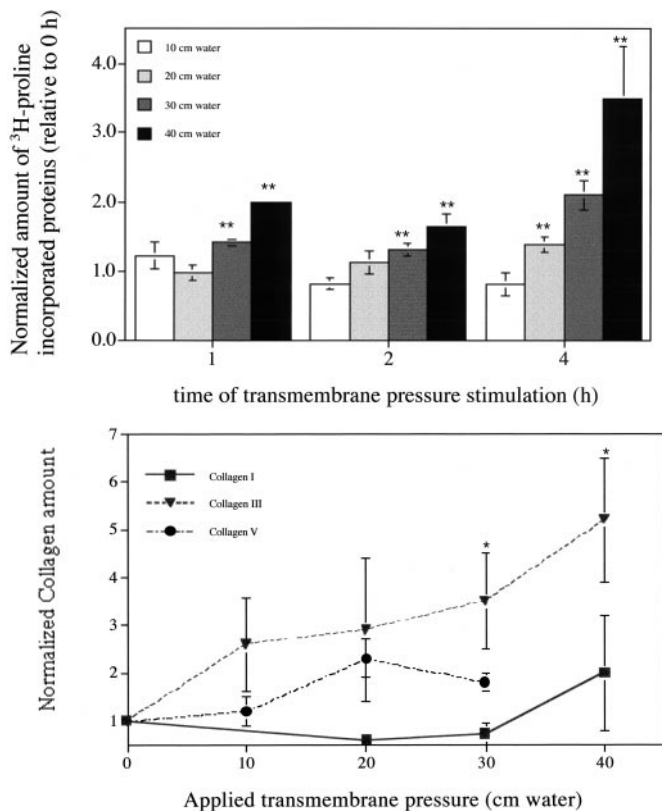 Normalized amount of ³H-proline
incorporated proteins (relative to 0 h)
4.0
3.0
2.0
1.0
0.0
10 cm water
20 cm water
30 cm water
40 cm water
**
**
**
**
**
**
**
1
2
4
time of transmembrane pressure stimulation (h)
Normalized Collagen amount
7
6
5
4
3
2
1
Collagen I
Collagen III
Collagen V
*
*
0
10
20
30
40
Applied transmembrane pressure (cm water)